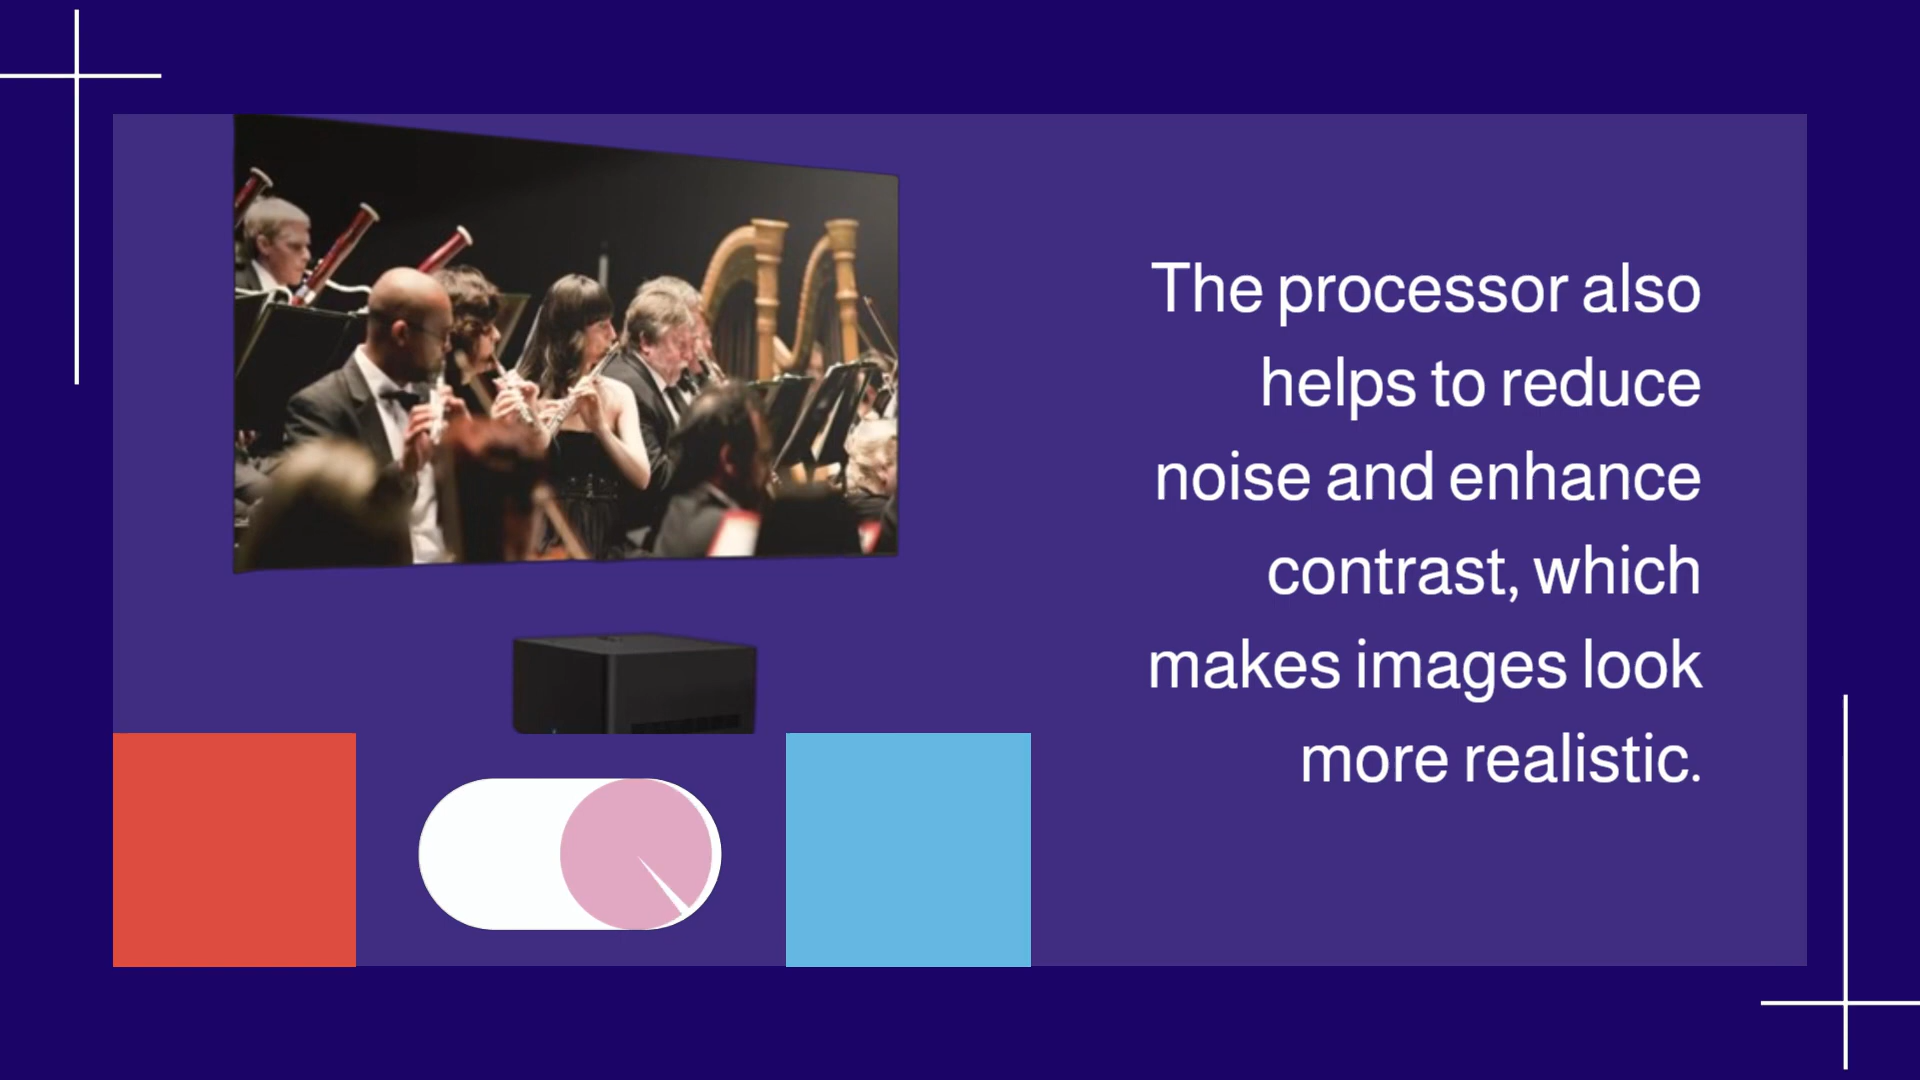 The processor also
helps to reduce
noise and enhance
contrast, which
makes images look
more realistic.